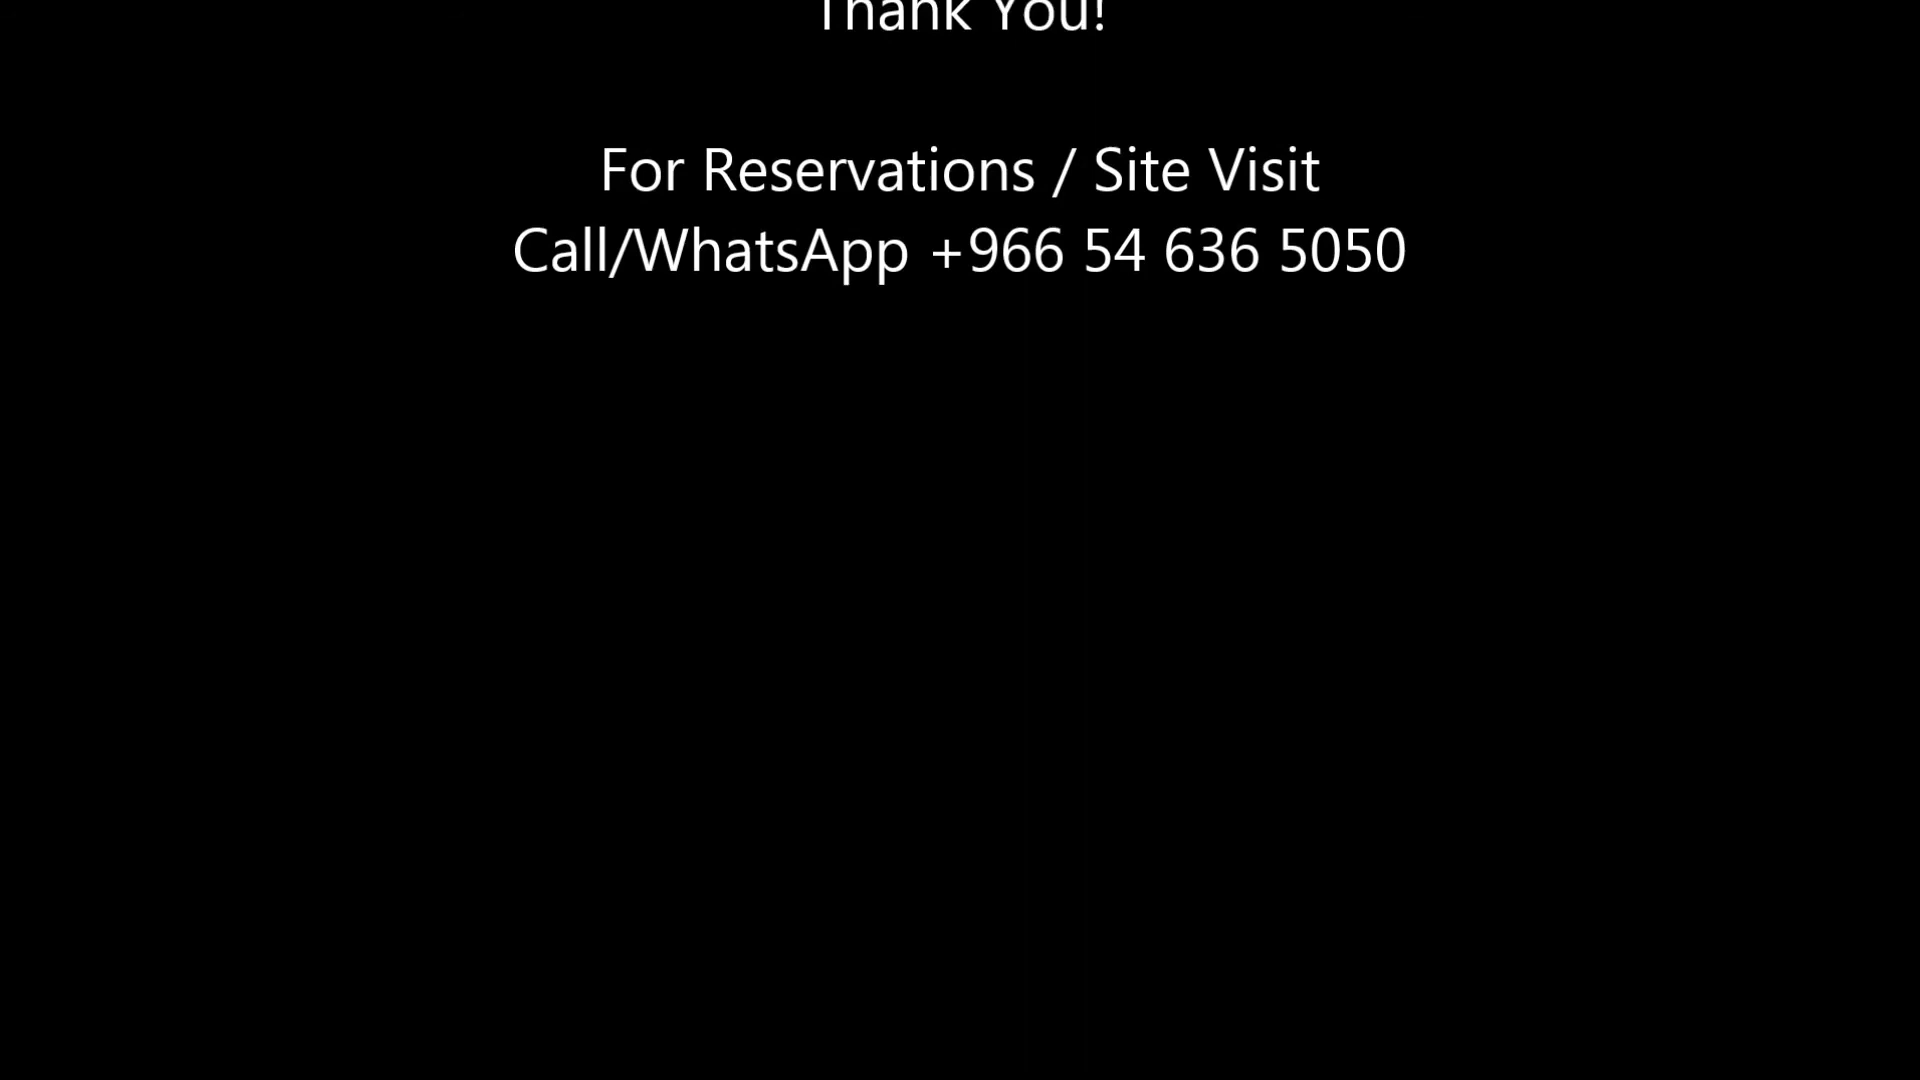 Thank You!
For Reservations / Site Visit
Call/WhatsApp +966 54 636 5050